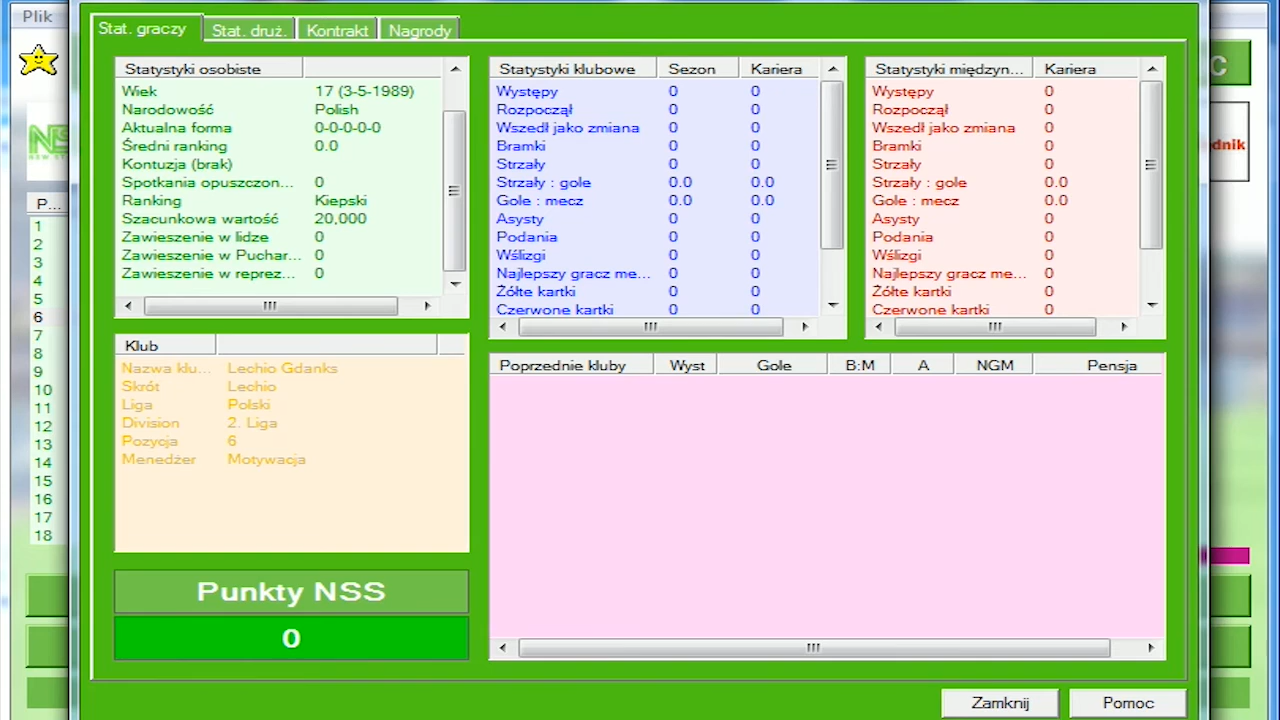 Plik
Stat. graczy
Stat. druż.
Kontrakt
Nagrody
C
dnik
NS
NEW ST
P...
1
2
3
4
5
6
7
8
9
10
11
12
13
14
15
16
17
18
Statystyki osobiste
Wiek 17 (3-5-1989)
Narodowość Polish
Aktualna forma 0-0-0-0-0
Średni ranking 0.0
Kontuzja (brak)
Spotkania opuszczon... 0
Ranking Kiepski
Szacunkowa wartość 20,000
Zawieszenie w lidze 0
Zawieszenie w Puchar... 0
Zawieszenie w reprez... 0
Statystyki klubowe Sezon Kariera
Występy 0 0
Rozpoczął 0 0
Wszedł jako zmiana 0 0
Bramki 0 0
Strzały 0 0
Strzały : gole 0.0 0.0
Gole : mecz 0.0 0.0
Asysty 0 0
Podania 0 0
Wślizgi 0 0
Najlepszy gracz me... 0 0
Żółte kartki 0 0
Czerwone kartki 0 0
Statystyki międzyn... Kariera
Występy 0
Rozpoczął 0
Wszedł jako zmiana 0
Bramki 0
Strzały 0
Strzały : gole 0.0
Gole : mecz 0.0
Asysty 0
Podania 0
Wślizgi 0
Najlepszy gracz me... 0
Żółte kartki 0
Czerwone kartki 0
Klub
Nazwa klu... Lechio Gdanks
Skrót Lechio
Liga Polski
Division 2. Liga
Pozycja 6
Menedżer Motywacja
Poprzednie kluby Wyst Gole B:M A NGM Pensja
Punkty NSS
0
Zamknij
Pomoc